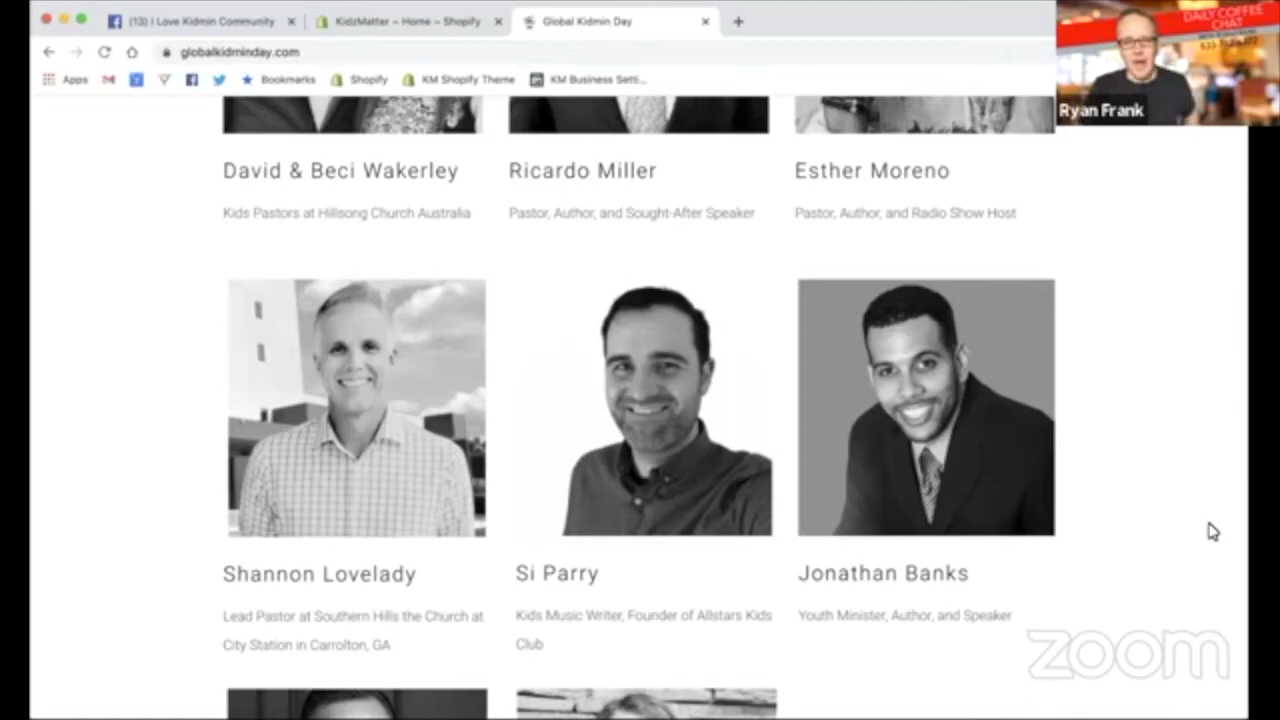 (13) I Love Kidmin Community
KidzMatter ~ Home ~ Shopify
Global Kidmin Day
globalkidminday.com
Apps
Bookmarks
Shopify
KM Shopify Theme
KM Business Setti...
DAILY COFFEE
CHAT
Ryan Frank
David & Beci Wakerley
Kids Pastors at Hillsong Church Australia
Ricardo Miller
Pastor, Author, and Sought-After Speaker
Esther Moreno
Pastor, Author, and Radio Show Host
Shannon Lovelady
Lead Pastor at Southern Hills the Church at
City Station in Carrolton, GA
Si Parry
Kids Music Writer, Founder of Allstars Kids
Club
Jonathan Banks
Youth Minister, Author, and Speaker
zoom